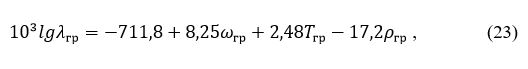 10³lgλгр = −711,8 + 8,25ωгр + 2,48Tгр − 17,2ρгр , (23)